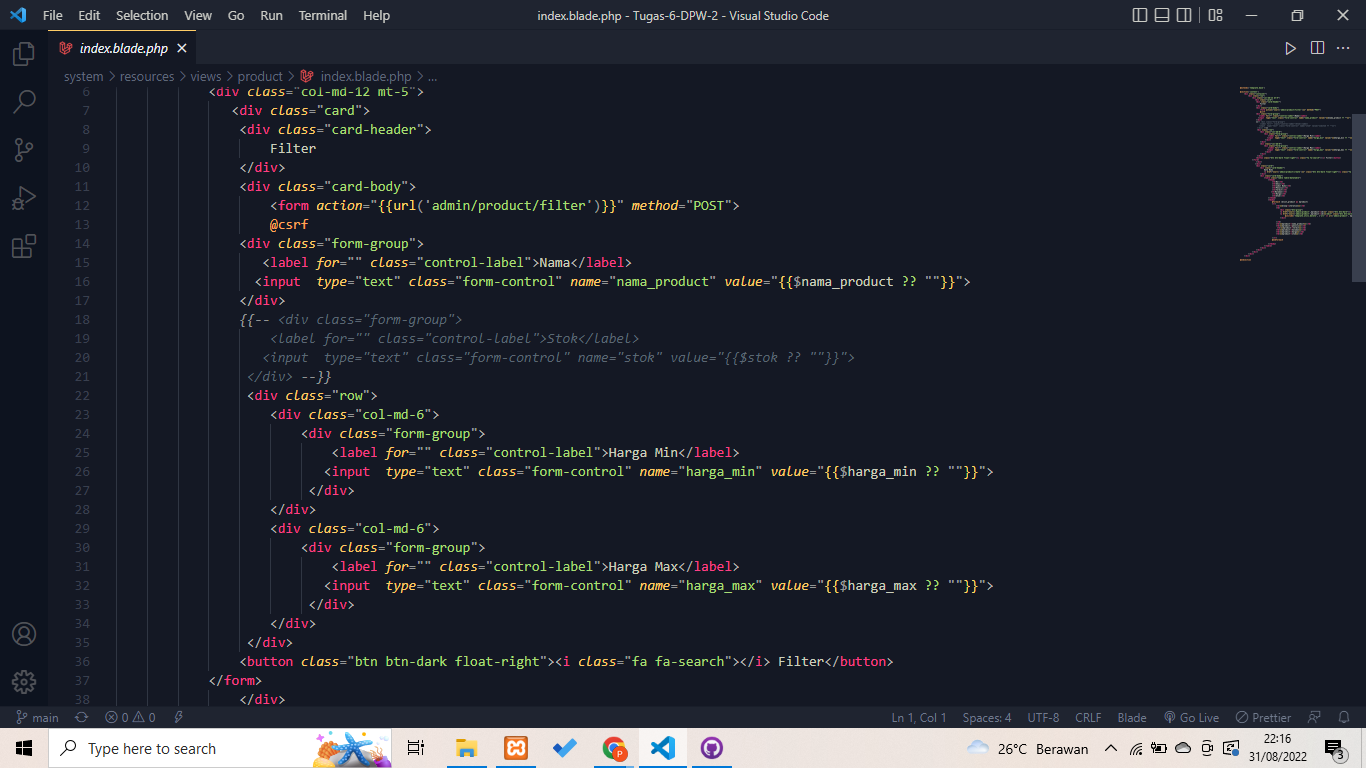 File Edit Selection View Go Run Terminal Help index.blade.php - Tugas-6-DPW-2 - Visual Studio Code
index.blade.php
system > resources > views > product > index.blade.php > ...
6 <div class="col-md-12 mt-5">
7 <div class="card">
8 <div class="card-header">
9 Filter
10 </div>
11 <div class="card-body">
12 <form action="{{url('admin/product/filter')}}" method="POST">
13 @csrf
14 <div class="form-group">
15 <label for="" class="control-label">Nama</label>
16 <input  type="text" class="form-control" name="nama_product" value="{{$nama_product ?? ""}}">
17 </div>
18 {{-- <div class="form-group">
19 <label for="" class="control-label">Stok</label>
20 <input  type="text" class="form-control" name="stok" value="{{$stok ?? ""}}">
21 </div> --}}
22 <div class="row">
23 <div class="col-md-6">
24 <div class="form-group">
25 <label for="" class="control-label">Harga Min</label>
26 <input  type="text" class="form-control" name="harga_min" value="{{$harga_min ?? ""}}">
27 </div>
28 </div>
29 <div class="col-md-6">
30 <div class="form-group">
31 <label for="" class="control-label">Harga Max</label>
32 <input  type="text" class="form-control" name="harga_max" value="{{$harga_max ?? ""}}">
33 </div>
34 </div>
35 </div>
36 <button class="btn btn-dark float-right"><i class="fa fa-search"></i> Filter</button>
37 </form>
38 </div>
main 0 0 Ln 1, Col 1 Spaces: 4 UTF-8 CRLF Blade Go Live Prettier
Type here to search 26°C Berawan 22:16
31/08/2022 3